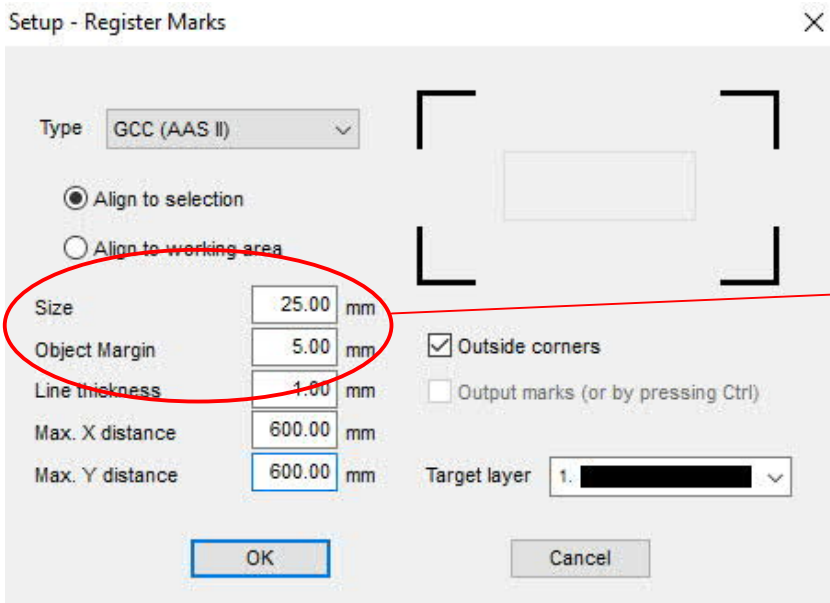 Setup - Register Marks
Type GCC (AAS II)
Align to selection
Align to working area
Size 25.00 mm
Object Margin 5.00 mm
Line thickness 1.00 mm
Max. X distance 600.00 mm
Max. Y distance 600.00 mm
Outside corners
Output marks (or by pressing Ctrl)
Target layer 1.
OK
Cancel